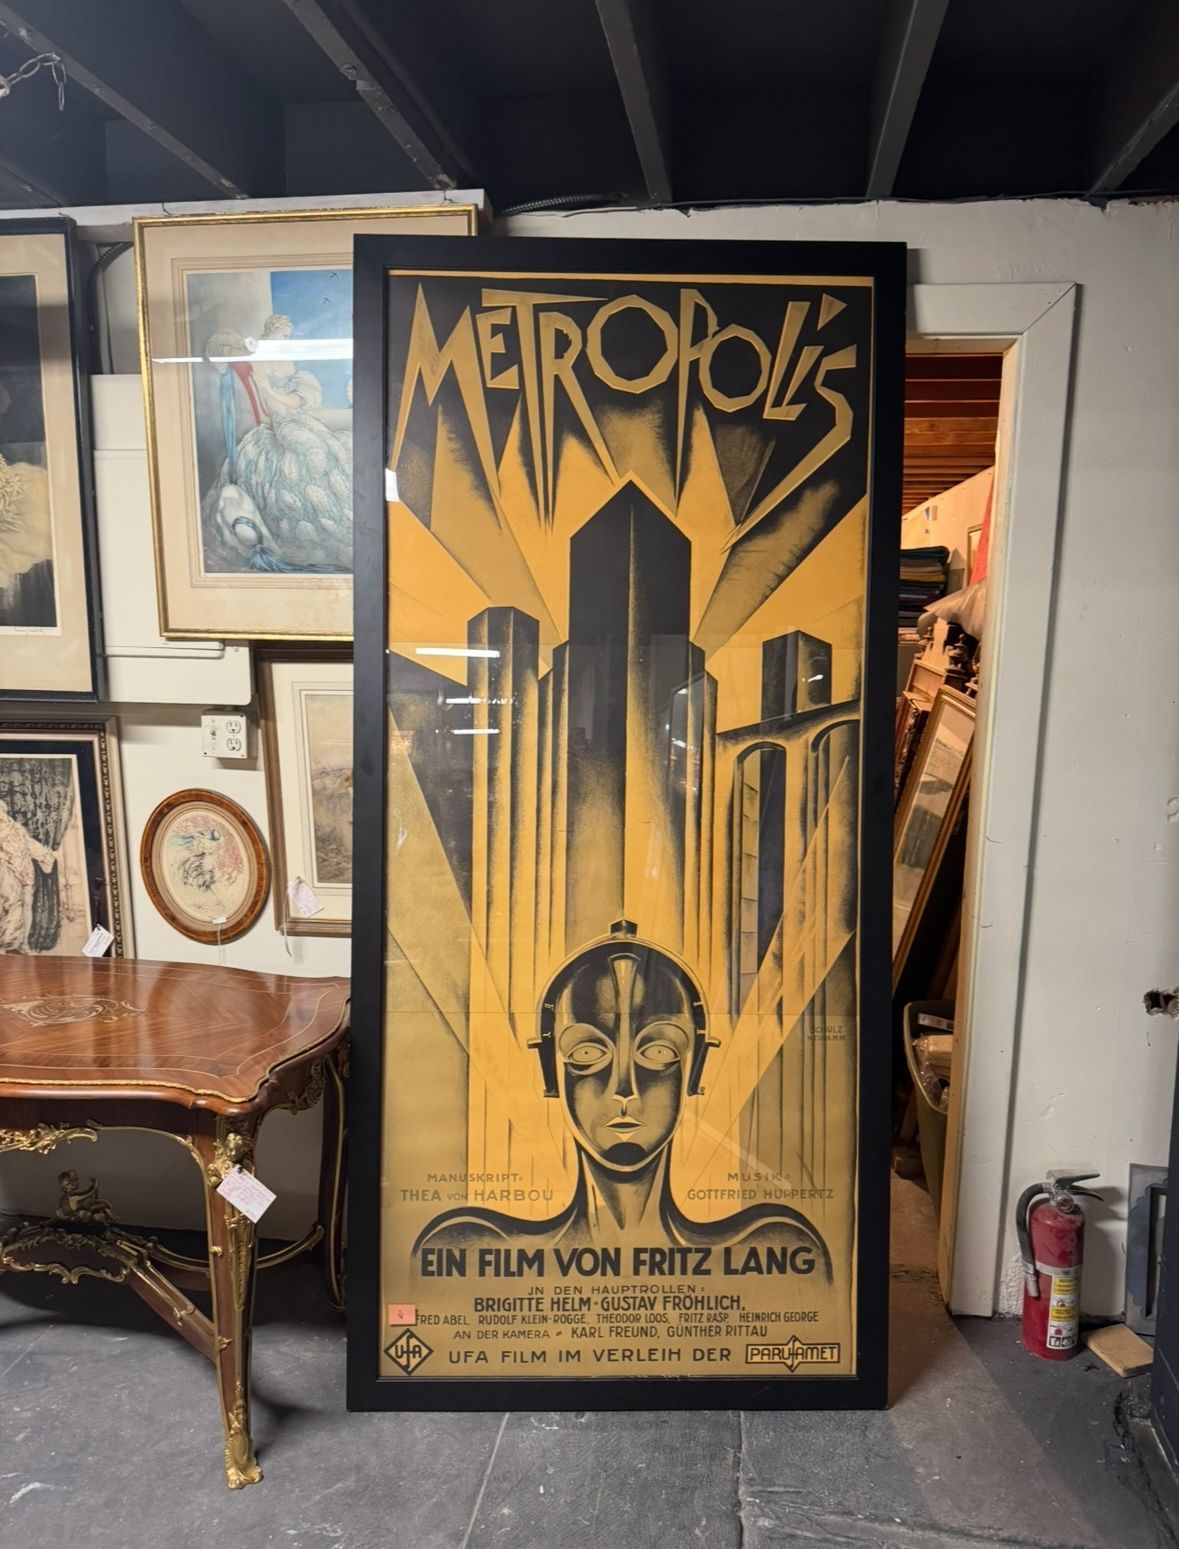 METROPOLiS
SCHULZ
NEUDAMM
MANUSKRIPT=
THEA VON HARBOU
MUSIK=
GOTTFRIED HUPPERTZ
EIN FILM VON FRITZ LANG
JN DEN HAUPTROLLEN=
BRIGITTE HELM · GUSTAV FRÖHLICH,
FRED ABEL, RUDOLF KLEIN-ROGGE, THEODOR LOOS, FRITZ RASP, HEINRICH GEORGE
AN DER KAMERA = KARL FREUND, GÜNTHER RITTAU
UFA
UFA FILM IM VERLEIH DER
PARUFAMET